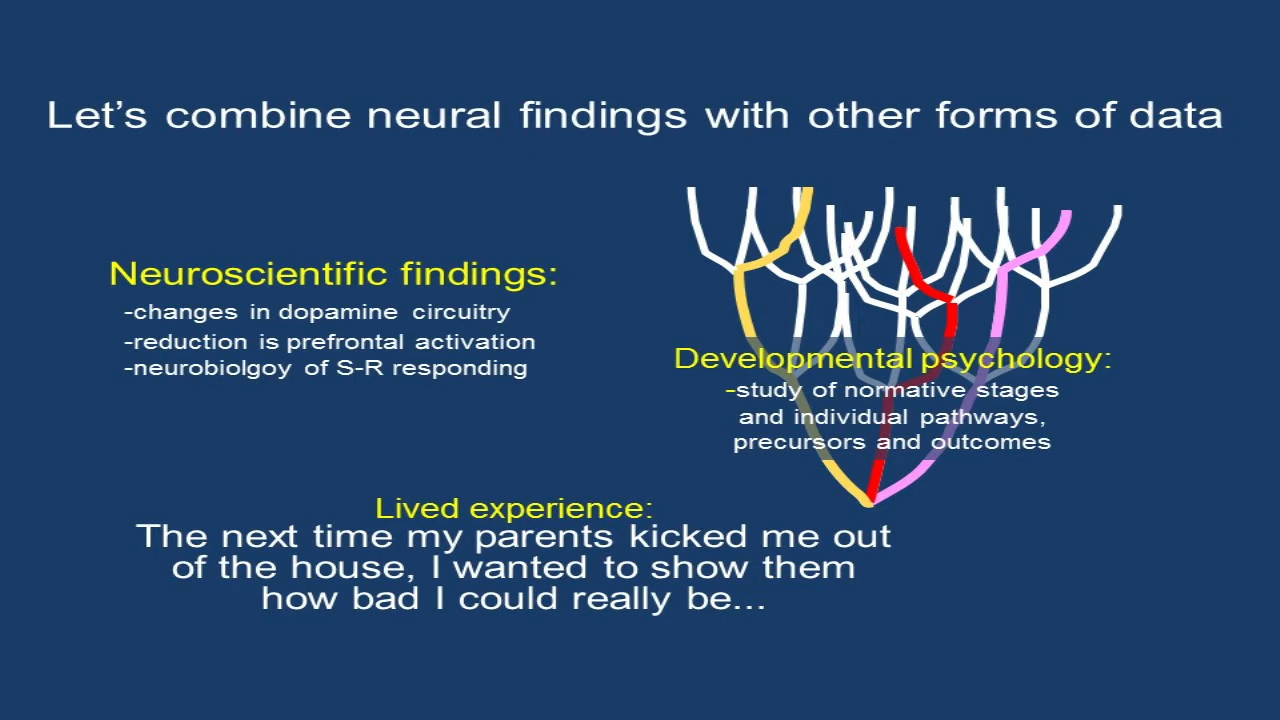 Let's combine neural findings with other forms of data
Neuroscientific findings:
-changes in dopamine circuitry
-reduction is prefrontal activation
-neurobiolgoy of S-R responding
Developmental psychology:
-study of normative stages
and individual pathways,
precursors and outcomes
Lived experience:
The next time my parents kicked me out
of the house, I wanted to show them
how bad I could really be...